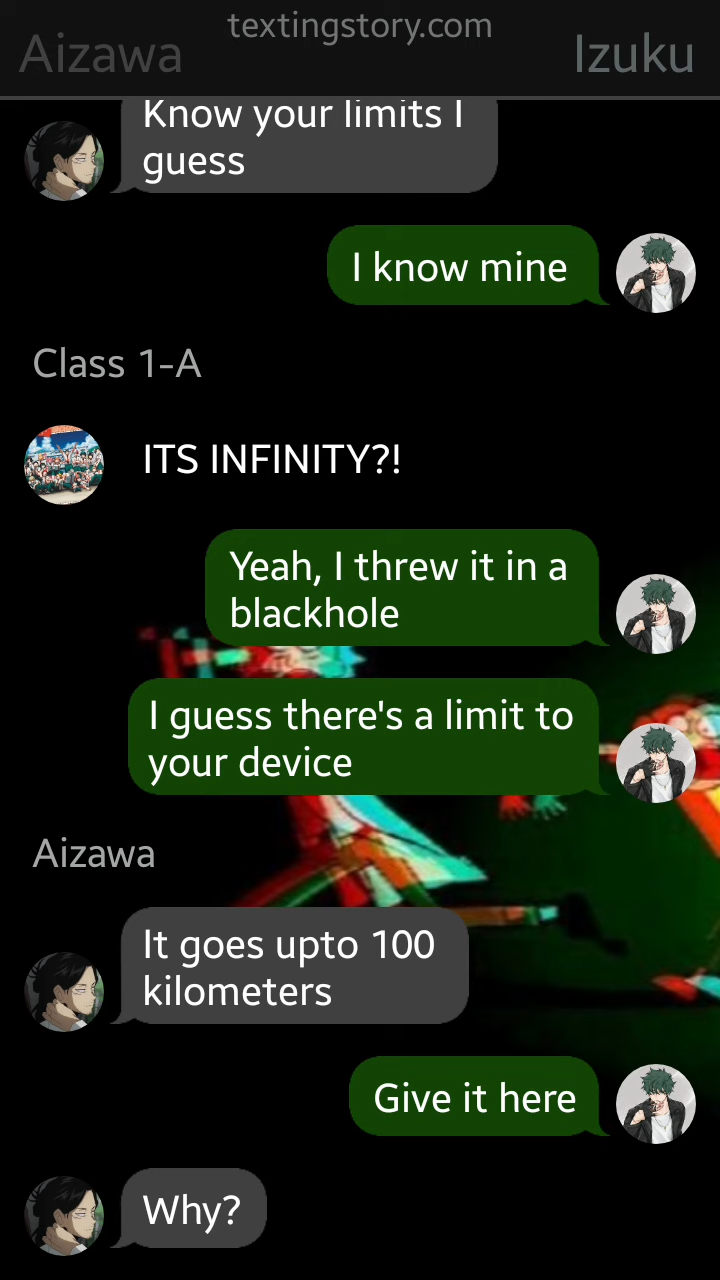 textingstory.com
Aizawa
Izuku
Know your limits I
guess
I know mine
Class 1-A
ITS INFINITY?!
Yeah, I threw it in a
blackhole
I guess there's a limit to
your device
Aizawa
It goes upto 100
kilometers
Give it here
Why?